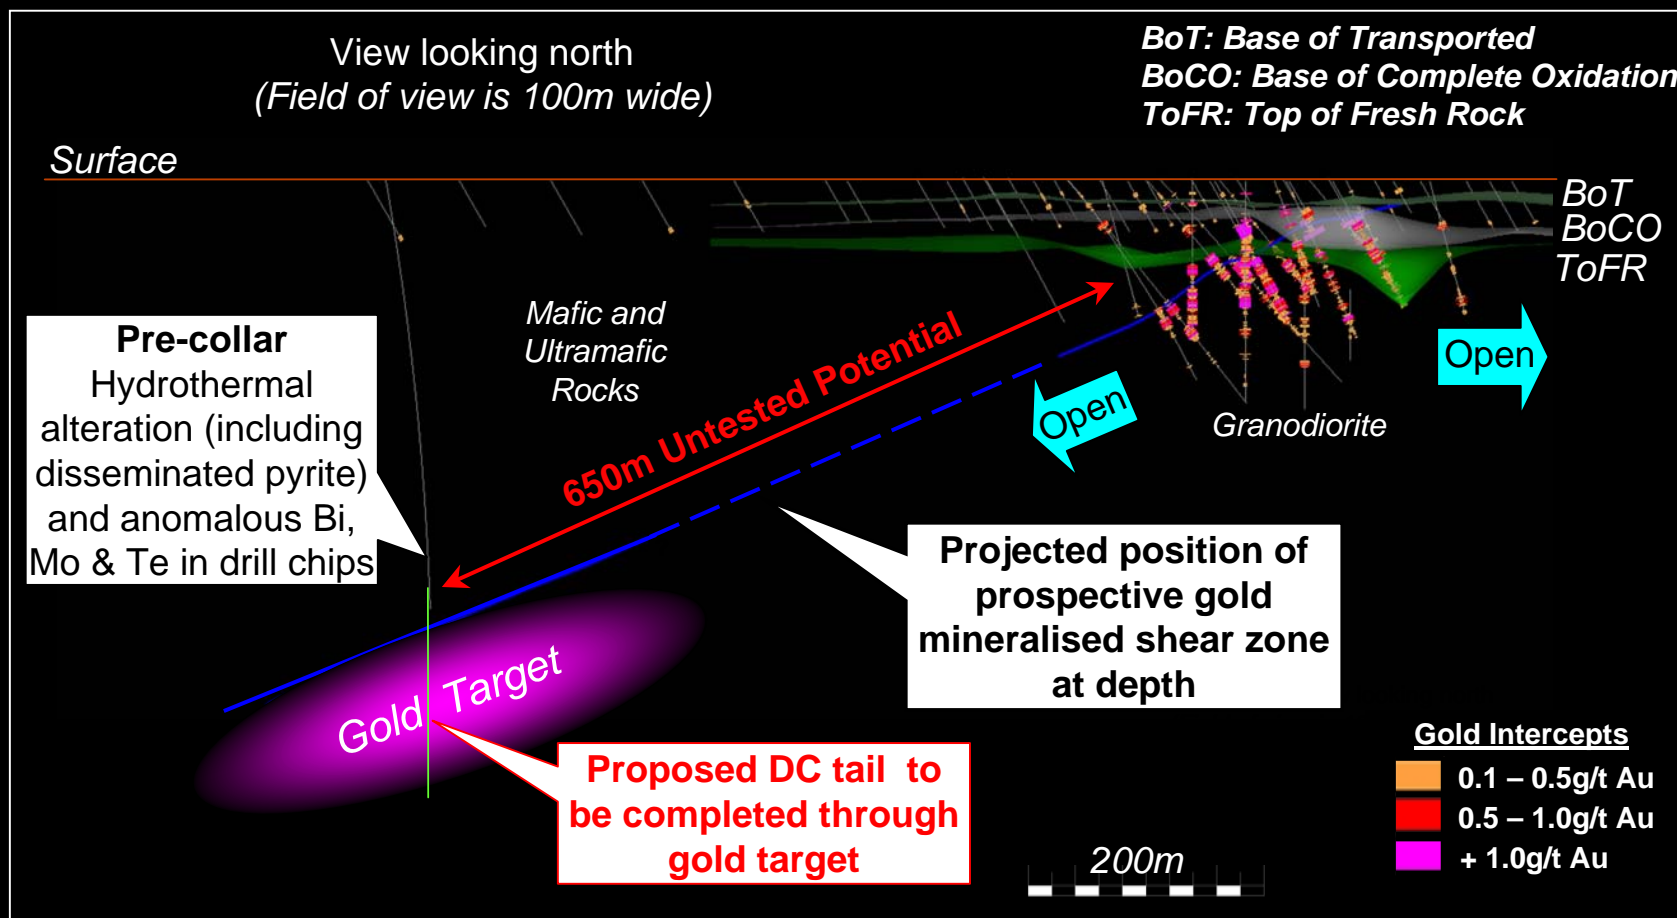 View looking north
(Field of view is 100m wide)
BoT: Base of Transported
BoCO: Base of Complete Oxidation
ToFR: Top of Fresh Rock
Surface
BoT
BoCO
ToFR
Pre-collar
Hydrothermal
alteration (including
disseminated pyrite)
and anomalous Bi,
Mo & Te in drill chips
Mafic and
Ultramafic
Rocks
650m Untested Potential
Open
Open
Granodiorite
Projected position of
prospective gold
mineralised shear zone
at depth
Gold Target
Proposed DC tail to
be completed through
gold target
200m
Gold Intercepts
0.1 – 0.5g/t Au
0.5 – 1.0g/t Au
+ 1.0g/t Au